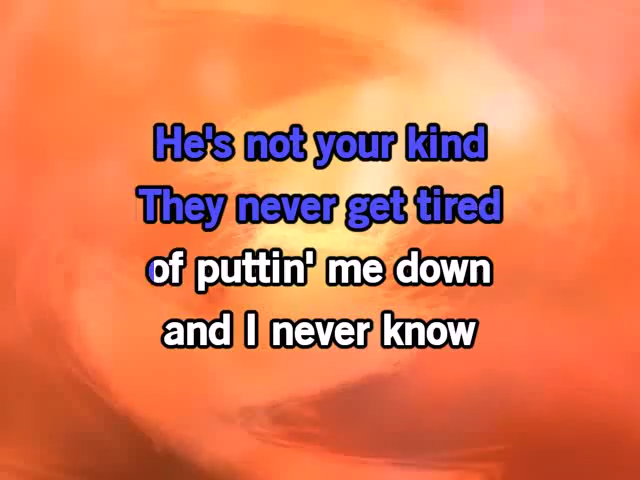 He's not your kind
They never get tired
of puttin' me down
and I never know